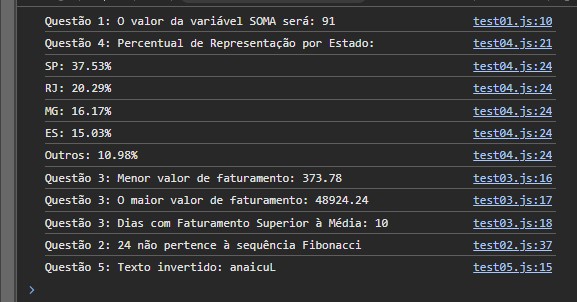 Questão 1: O valor da variável SOMA será: 91 test01.js:10
Questão 4: Percentual de Representação por Estado: test04.js:21
SP: 37.53% test04.js:24
RJ: 20.29% test04.js:24
MG: 16.17% test04.js:24
ES: 15.03% test04.js:24
Outros: 10.98% test04.js:24
Questão 3: Menor valor de faturamento: 373.78 test03.js:16
Questão 3: O maior valor de faturamento: 48924.24 test03.js:17
Questão 3: Dias com Faturamento Superior à Média: 10 test03.js:18
Questão 2: 24 não pertence à sequência Fibonacci test02.js:37
Questão 5: Texto invertido: anaicuL test05.js:15